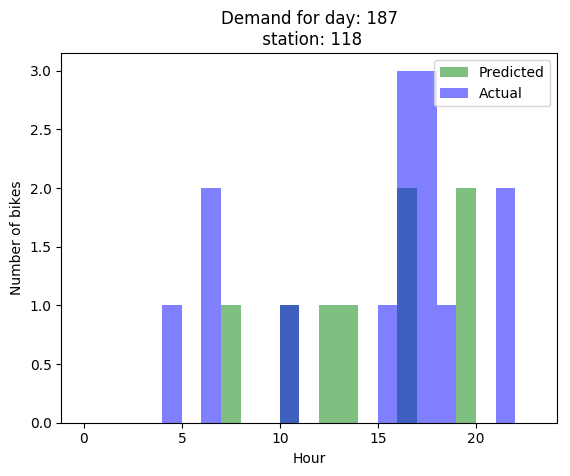 Demand for day: 187
station: 118
Predicted
Actual
Number of bikes
3.0
2.5
2.0
1.5
1.0
0.5
0.0
0 5 10 15 20
Hour